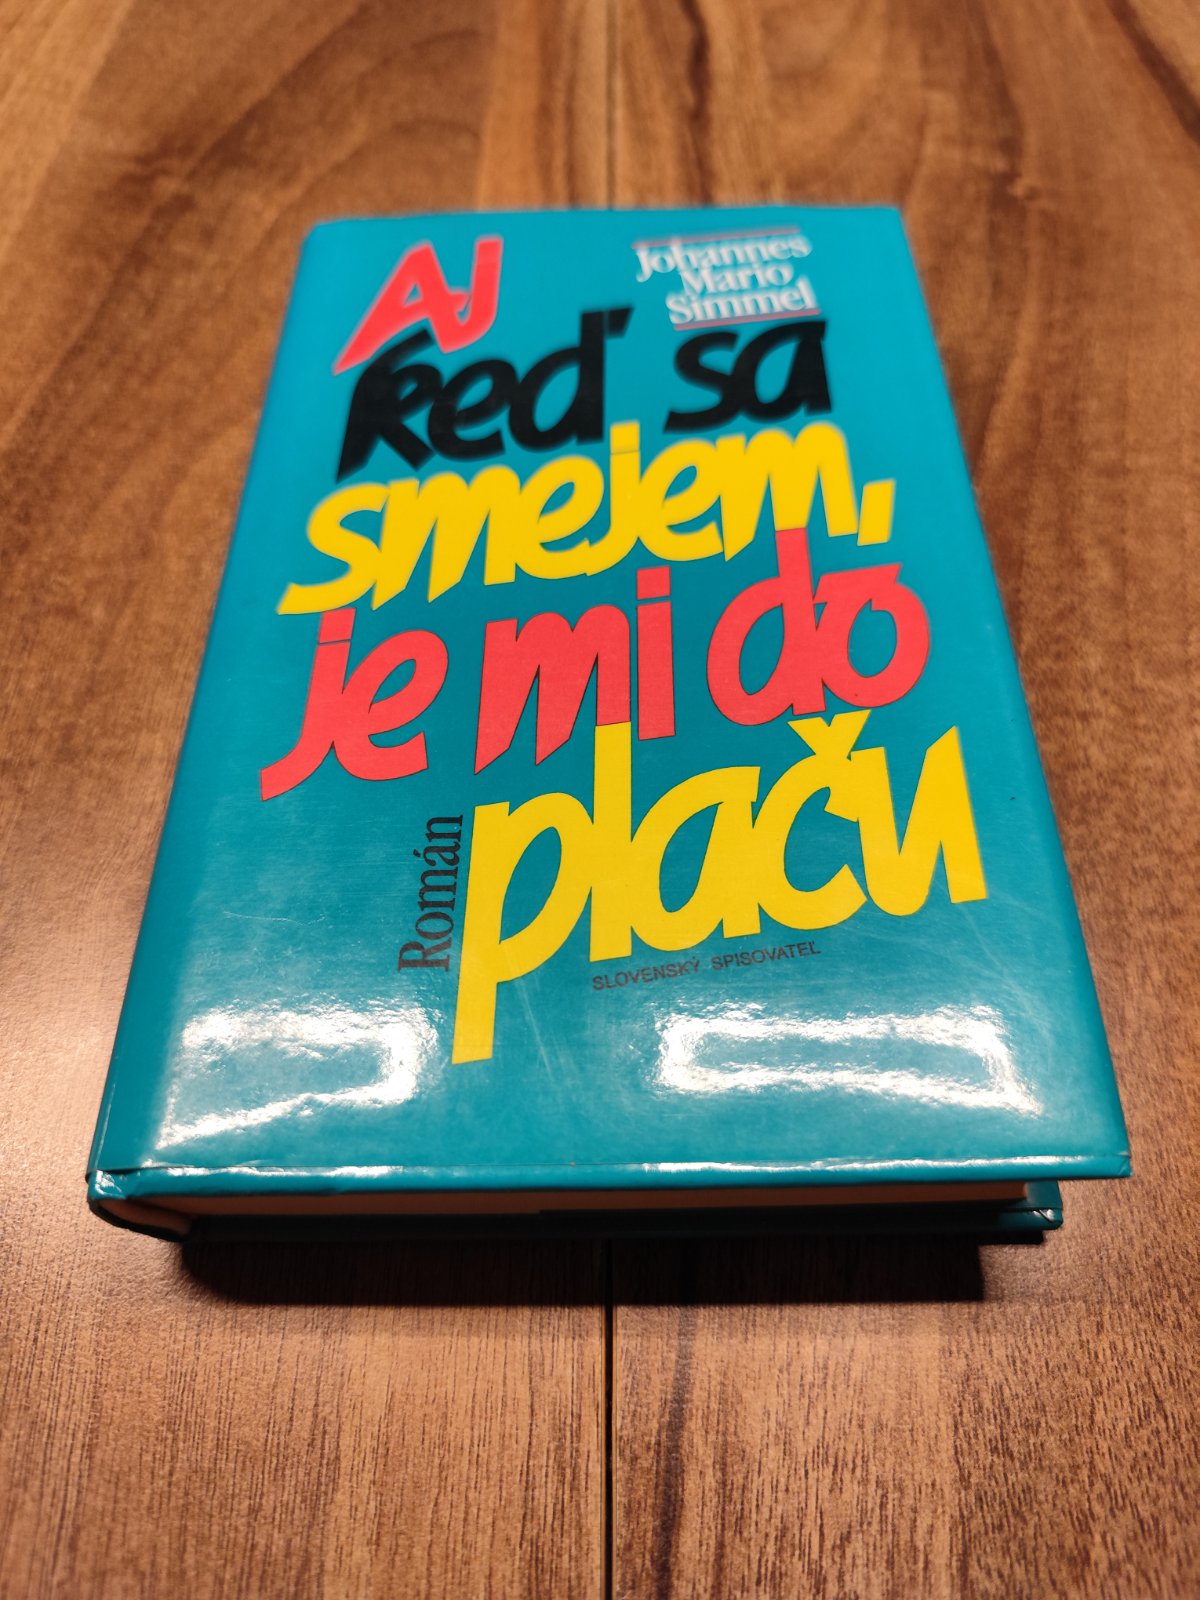 Johannes
Mario
Simmel
Aj
keď sa
smejem,
je mi do
plaču
Román
SLOVENSKÝ SPISOVATEĽ